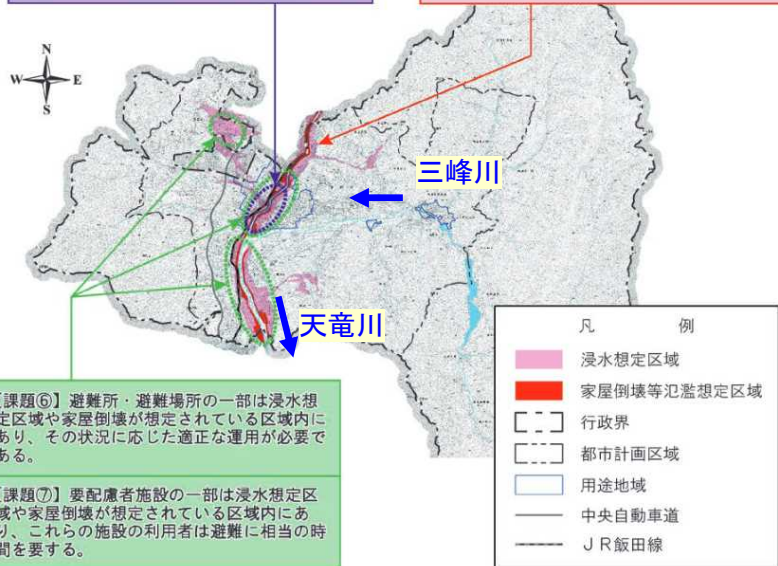 N
W E
S
三峰川
天竜川
【課題⑥】避難所・避難場所の一部は浸水想
定区域や家屋倒壊が想定されている区域内に
あり、その状況に応じた適正な運用が必要で
ある。
【課題⑦】要配慮者施設の一部は浸水想定区
域や家屋倒壊が想定されている区域内にあ
り、これらの施設の利用者は避難に相当の時
間を要する。
凡 例
浸水想定区域
家屋倒壊等氾濫想定区域
行政界
都市計画区域
用途地域
中央自動車道
JR飯田線